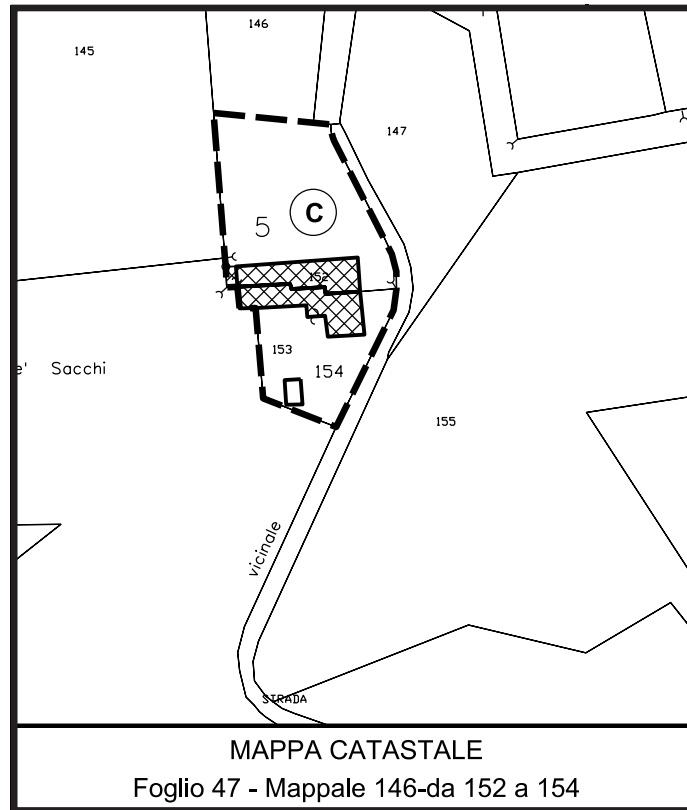 146
145
147
C
5
152
153
e' Sacchi
154
155
vicinale
STRADA
MAPPA CATASTALE
Foglio 47 - Mappale 146-da 152 a 154